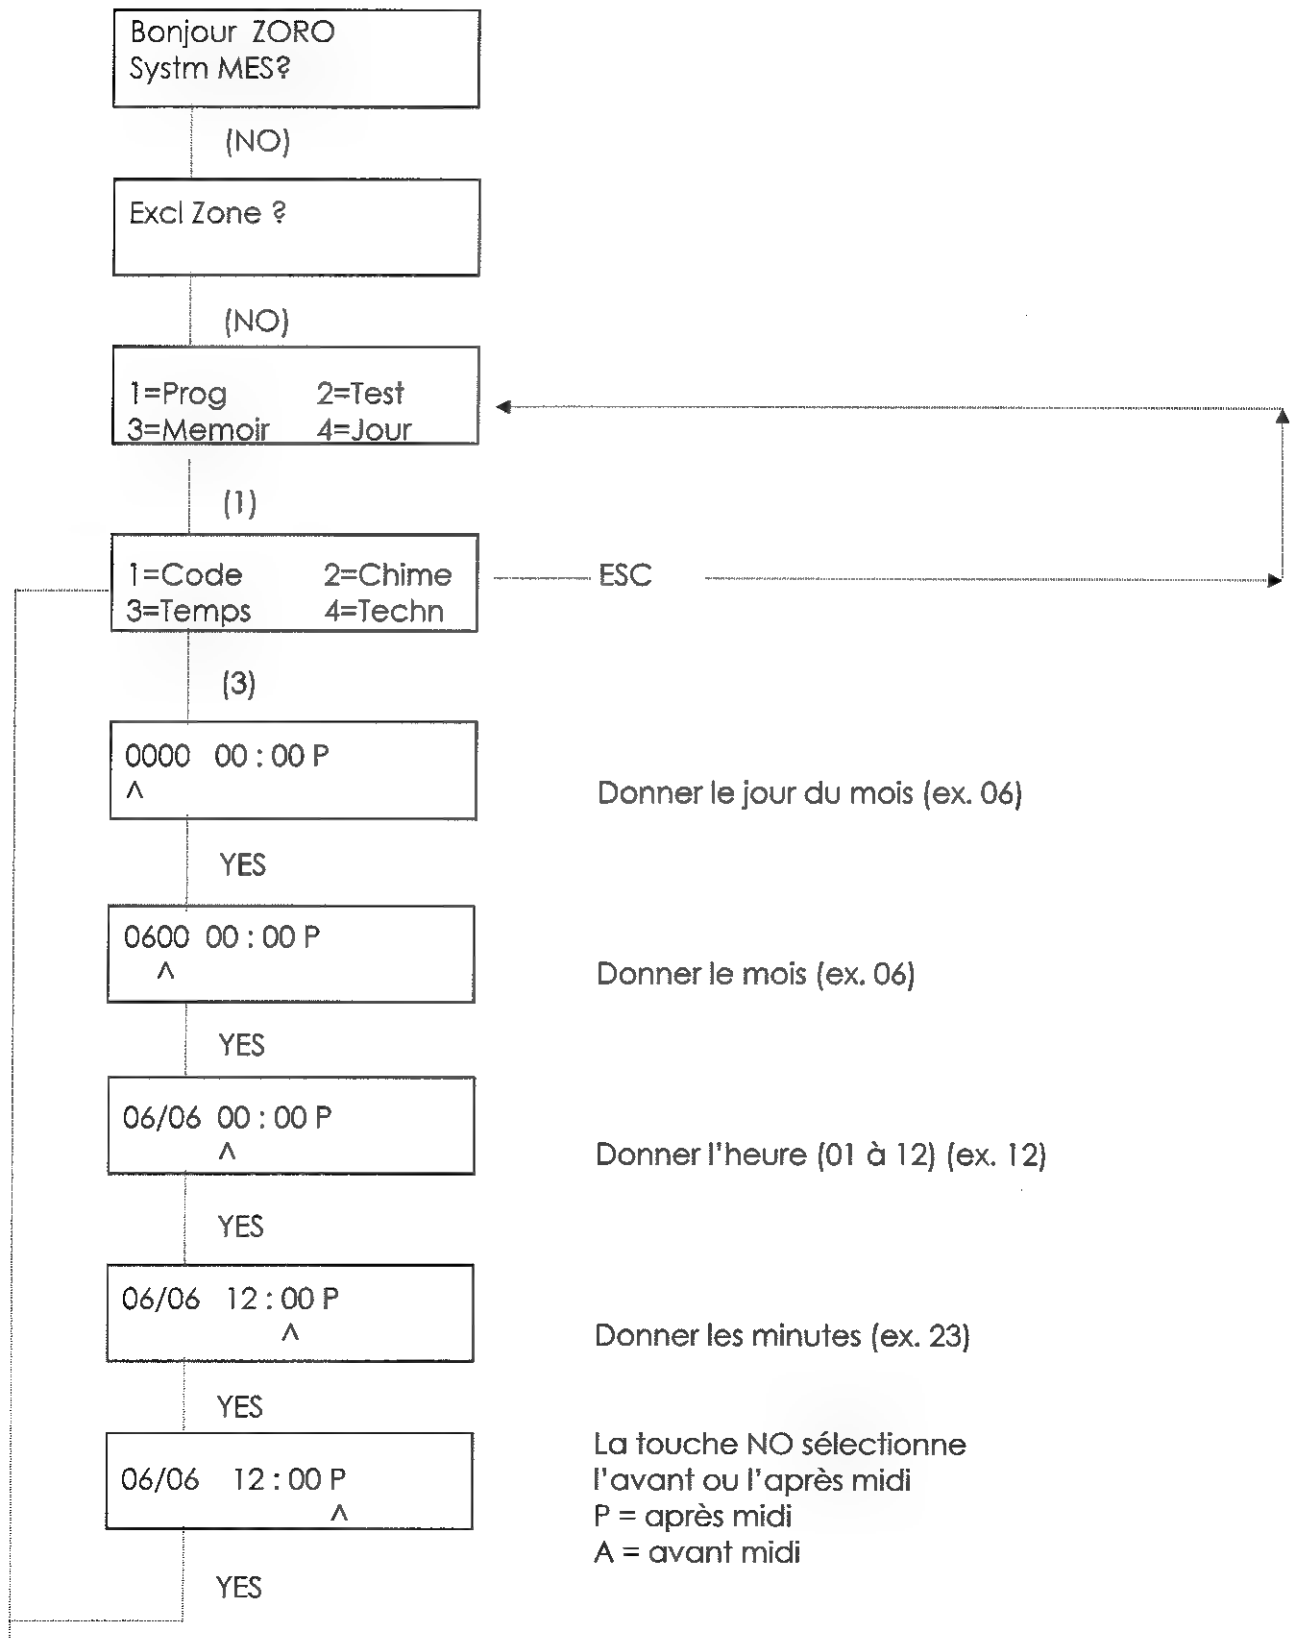 Bonjour ZORO
Systm MES?
(NO)
Excl Zone ?
(NO)
1=Prog 2=Test
3=Memoir 4=Jour
(1)
1=Code 2=Chime
3=Temps 4=Techn
ESC
(3)
0000 00 : 00 P
^
Donner le jour du mois (ex. 06)
YES
0600 00 : 00 P
^
Donner le mois (ex. 06)
YES
06/06 00 : 00 P
^
Donner l'heure (01 à 12) (ex. 12)
YES
06/06 12 : 00 P
^
Donner les minutes (ex. 23)
YES
06/06 12 : 00 P
^
La touche NO sélectionne
l'avant ou l'après midi
P = après midi
A = avant midi
YES